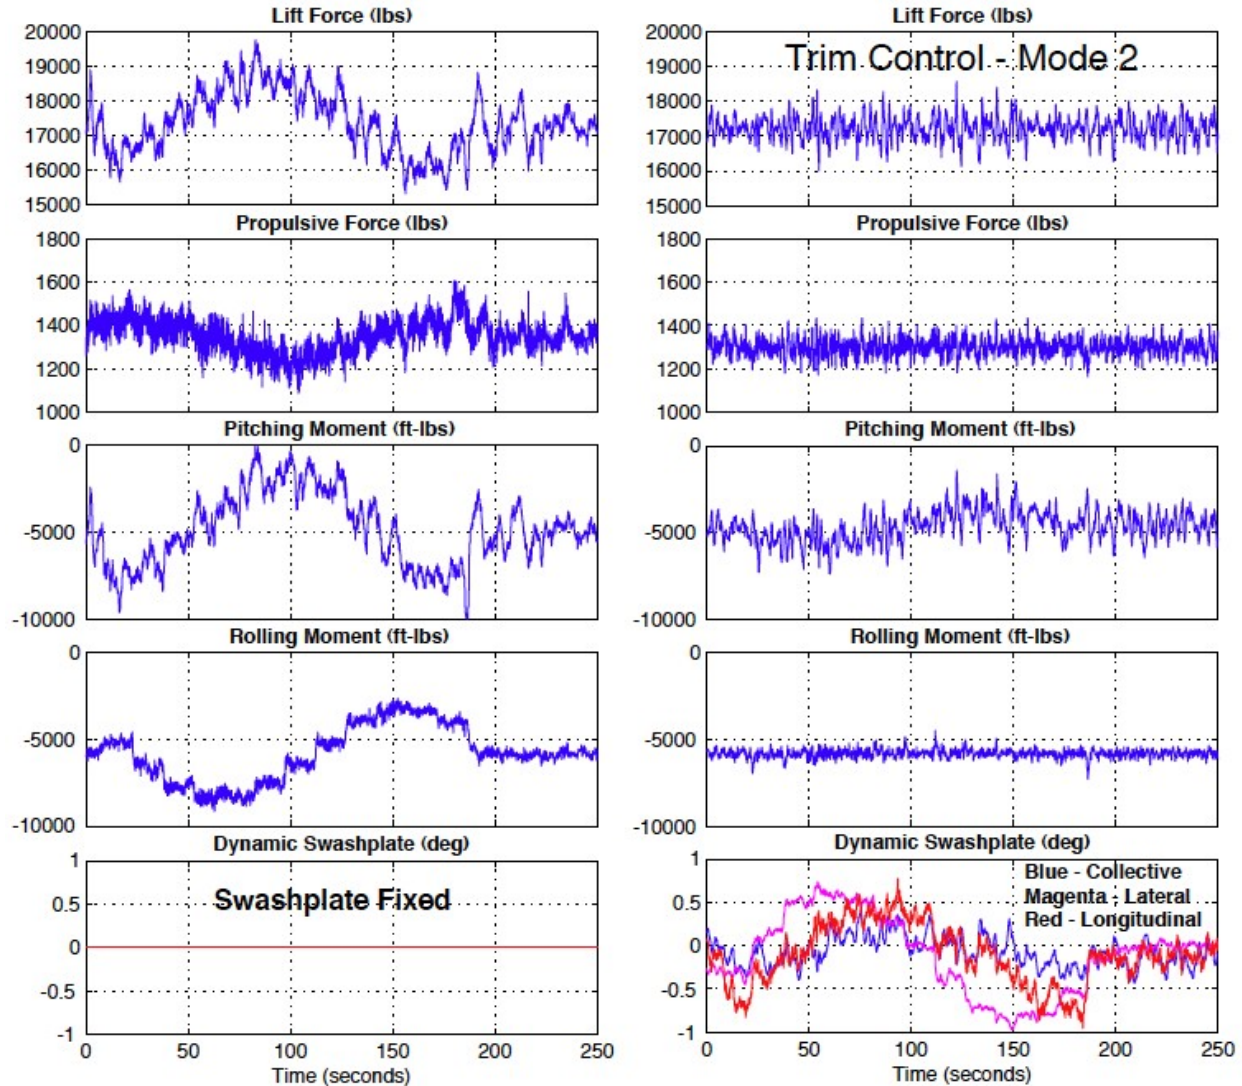 Lift Force (lbs)
20000
19000
18000
17000
16000
15000
Propulsive Force (lbs)
1800
1600
1400
1200
1000
Pitching Moment (ft-lbs)
0
-5000
-10000
Rolling Moment (ft-lbs)
0
-5000
-10000
Dynamic Swashplate (deg)
1
0.5
0
-0.5
-1
Swashplate Fixed
0 50 100 150 200 250
Time (seconds)
Lift Force (lbs)
20000
19000
18000
17000
16000
15000
Trim Control - Mode 2
Propulsive Force (lbs)
1800
1600
1400
1200
1000
Pitching Moment (ft-lbs)
0
-5000
-10000
Rolling Moment (ft-lbs)
0
-5000
-10000
Dynamic Swashplate (deg)
1
0.5
0
-0.5
-1
Blue - Collective
Magenta - Lateral
Red - Longitudinal
0 50 100 150 200 250
Time (seconds)